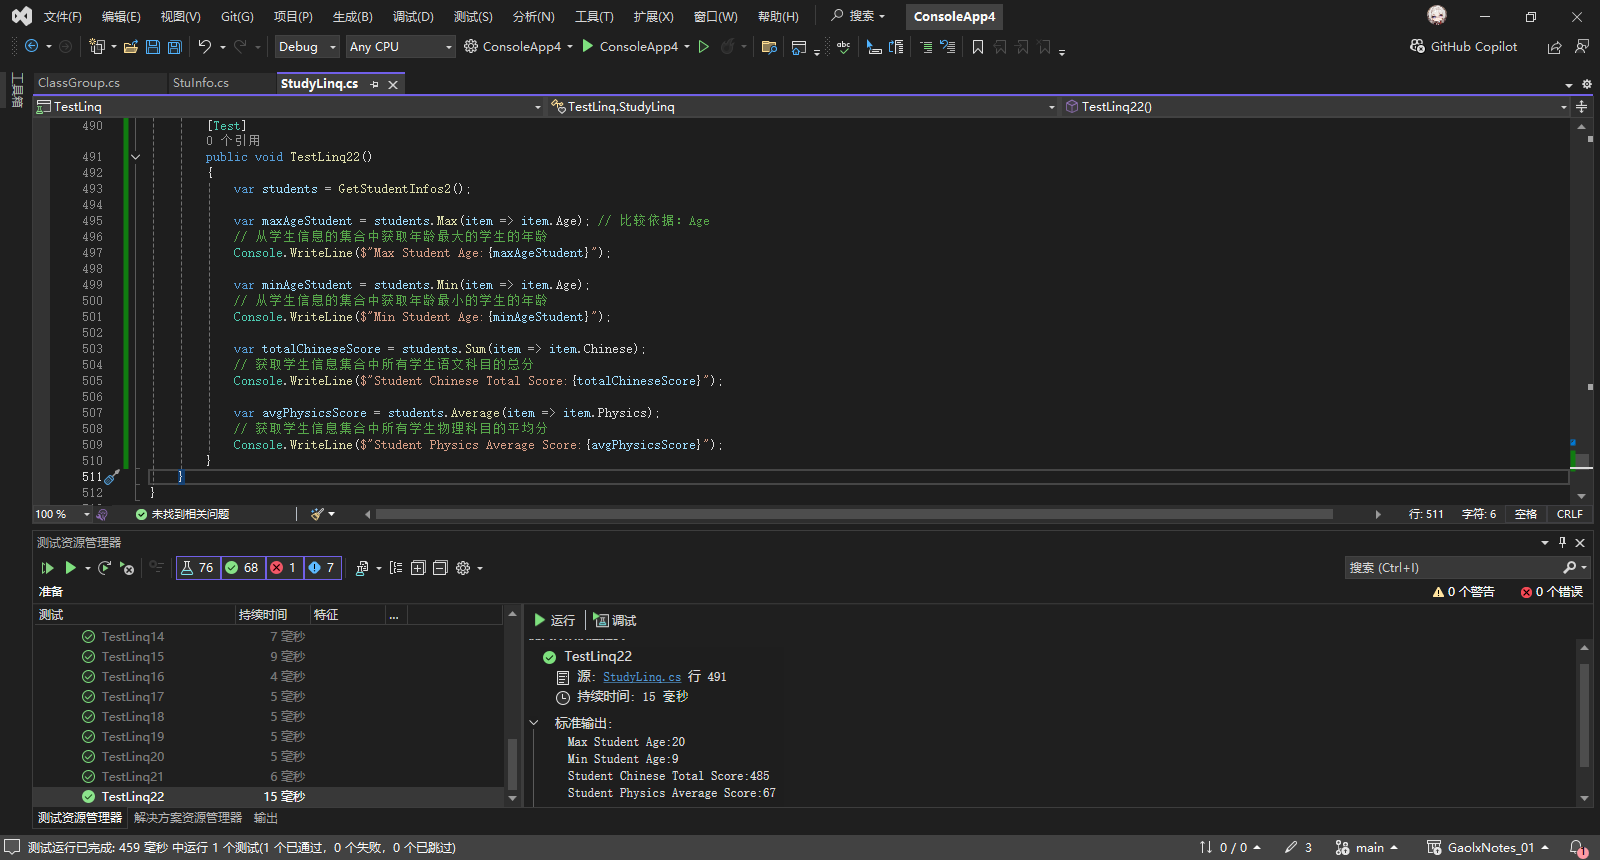 文件(F) 编辑(E) 视图(V) Git(G) 项目(P) 生成(B) 调试(D) 测试(S) 分析(N) 工具(T) 扩展(X) 窗口(W) 帮助(H) 搜索 ConsoleApp4
Debug Any CPU ConsoleApp4 ConsoleApp4 abc GitHub Copilot
工具箱
ClassGroup.cs StuInfo.cs StudyLinq.cs
TestLinq TestLinq.StudyLinq TestLinq22()
490 [Test]
0 个引用
491 public void TestLinq22()
492 {
493 var students = GetStudentInfos2();
494
495 var maxAgeStudent = students.Max(item => item.Age); // 比较依据: Age
496 // 从学生信息的集合中获取年龄最大的学生的年龄
497 Console.WriteLine($"Max Student Age:{maxAgeStudent}");
498
499 var minAgeStudent = students.Min(item => item.Age);
500 // 从学生信息的集合中获取年龄最小的学生的年龄
501 Console.WriteLine($"Min Student Age:{minAgeStudent}");
502
503 var totalChineseScore = students.Sum(item => item.Chinese);
504 // 获取学生信息集合中所有学生语文科目的总分
505 Console.WriteLine($"Student Chinese Total Score:{totalChineseScore}");
506
507 var avgPhysicsScore = students.Average(item => item.Physics);
508 // 获取学生信息集合中所有学生物理科目的平均分
509 Console.WriteLine($"Student Physics Average Score:{avgPhysicsScore}");
510 }
511 }
512 }
100 % 未找到相关问题 行: 511 字符: 6 空格 CRLF
测试资源管理器
76 68 1 7 搜索 (Ctrl+I)
准备 0 个警告 0 个错误
测试 持续时间 特征 ...
TestLinq14 7 毫秒
TestLinq15 9 毫秒
TestLinq16 4 毫秒
TestLinq17 5 毫秒
TestLinq18 5 毫秒
TestLinq19 5 毫秒
TestLinq20 5 毫秒
TestLinq21 6 毫秒
TestLinq22 15 毫秒
运行 调试
TestLinq22
源: StudyLinq.cs 行 491
持续时间: 15 毫秒
标准输出:
Max Student Age:20
Min Student Age:9
Student Chinese Total Score:485
Student Physics Average Score:67
测试资源管理器 解决方案资源管理器 输出
测试运行已完成: 459 毫秒 中运行 1 个测试(1 个已通过，0 个失败，0 个已跳过) 0 / 0 3 main GaolxNotes_01 1